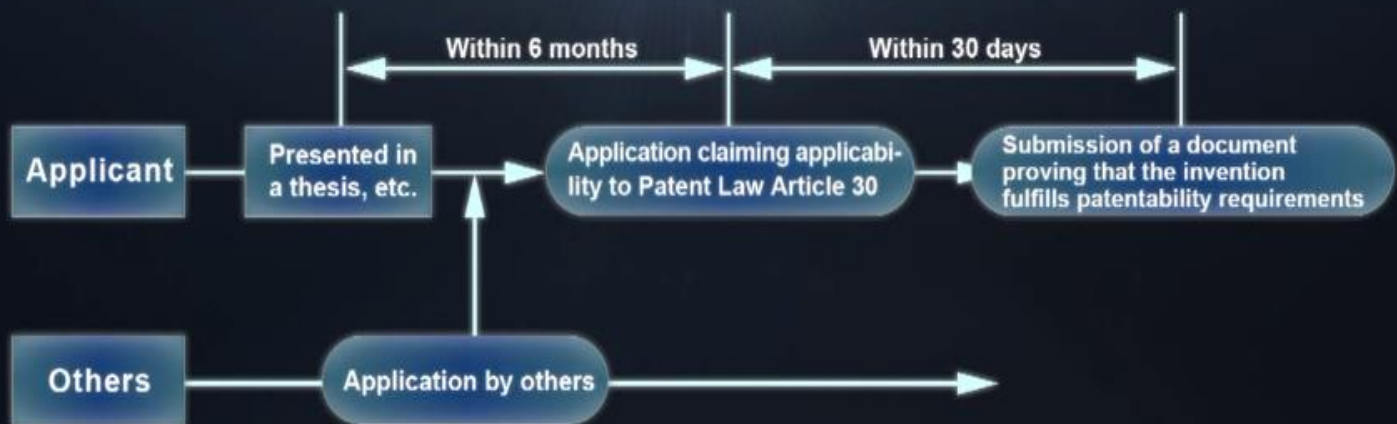 Within 6 months
Within 30 days
Applicant
Presented in
a thesis, etc.
Application claiming applicabi-
lity to Patent Law Article 30
Submission of a document
proving that the invention
fulfills patentability requirements
Others
Application by others